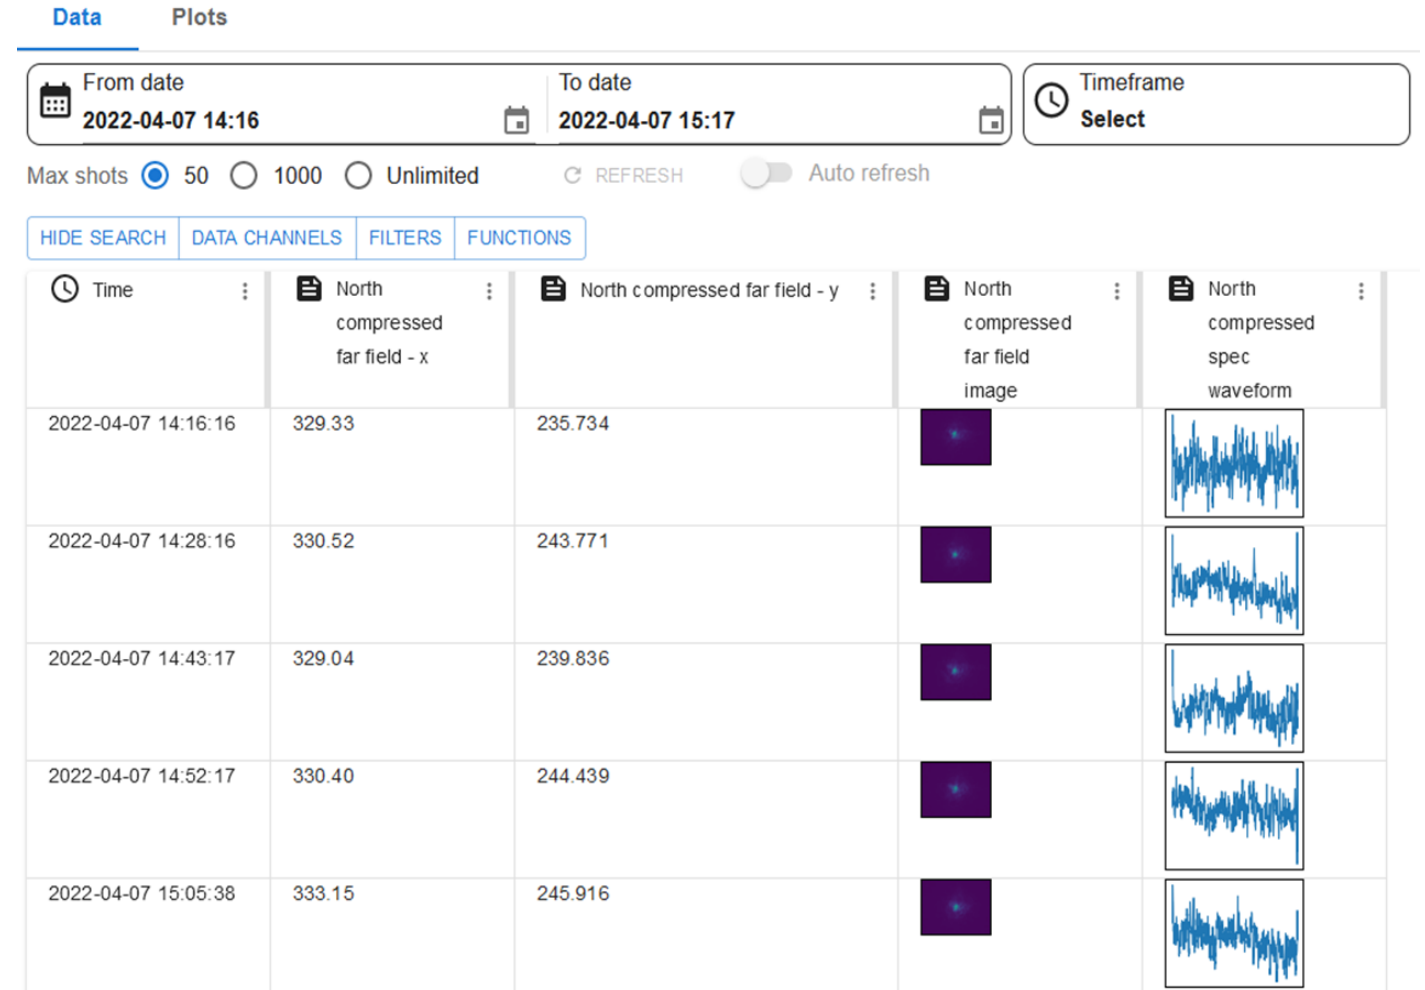 Data Plots
From date To date Timeframe
2022-04-07 14:16 2022-04-07 15:17 Select
Max shots 50 1000 Unlimited REFRESH Auto refresh
HIDE SEARCH DATA CHANNELS FILTERS FUNCTIONS
Time
North
compressed
far field - x
North compressed far field - y
North
compressed
far field
image
North
compressed
spec
waveform
2022-04-07 14:16:16 329.33 235.734
2022-04-07 14:28:16 330.52 243.771
2022-04-07 14:43:17 329.04 239.836
2022-04-07 14:52:17 330.40 244.439
2022-04-07 15:05:38 333.15 245.916